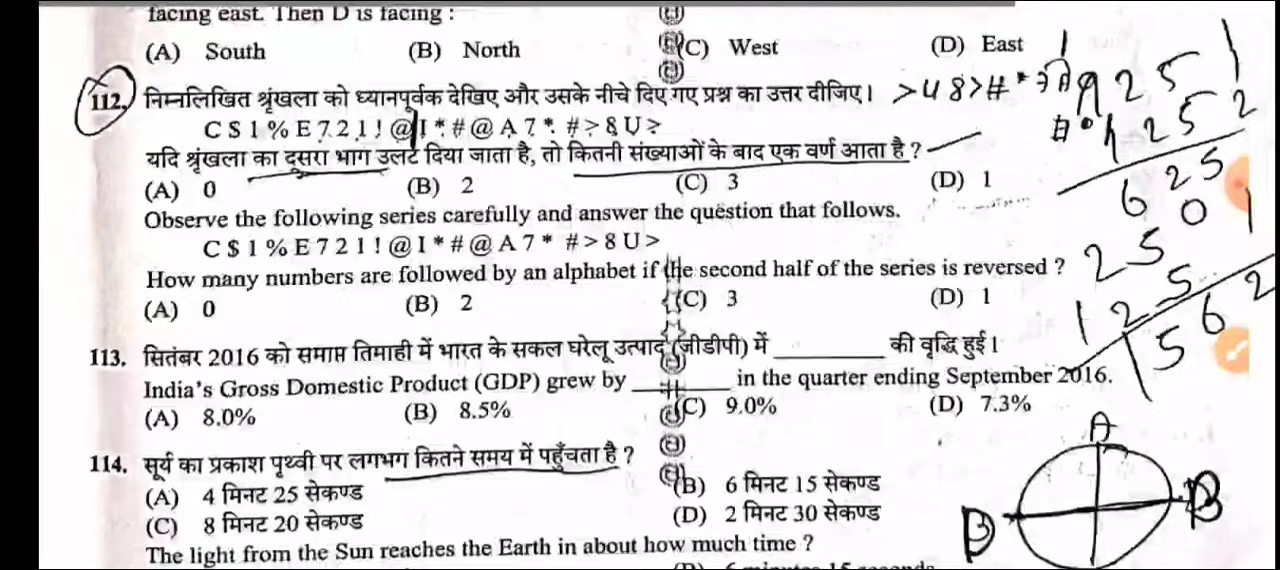 facing east. Then D is facing :
(A) South (B) North (C) West (D) East
112. निम्नलिखित श्रृंखला को ध्यानपूर्वक देखिए और उसके नीचे दिए गए प्रश्न का उत्तर दीजिए।
C $ 1 % E 7 2 1 ! @ I * # @ A 7 * # > 8 U >
यदि श्रृंखला का दूसरा भाग उलट दिया जाता है, तो कितनी संख्याओं के बाद एक वर्ण आता है ?
(A) 0 (B) 2 (C) 3 (D) 1
Observe the following series carefully and answer the question that follows.
C $ 1 % E 7 2 1 ! @ I * # @ A 7 * # > 8 U >
How many numbers are followed by an alphabet if the second half of the series is reversed ?
(A) 0 (B) 2 (C) 3 (D) 1
113. सितंबर 2016 को समाप्त तिमाही में भारत के सकल घरेलू उत्पाद (जीडीपी) में ________ की वृद्धि हुई।
India's Gross Domestic Product (GDP) grew by ________ in the quarter ending September 2016.
(A) 8.0% (B) 8.5% (C) 9.0% (D) 7.3%
114. सूर्य का प्रकाश पृथ्वी पर लगभग कितने समय में पहुँचता है ?
(A) 4 मिनट 25 सेकण्ड (B) 6 मिनट 15 सेकण्ड
(C) 8 मिनट 20 सेकण्ड (D) 2 मिनट 30 सेकण्ड
The light from the Sun reaches the Earth in about how much time ?
A
B B